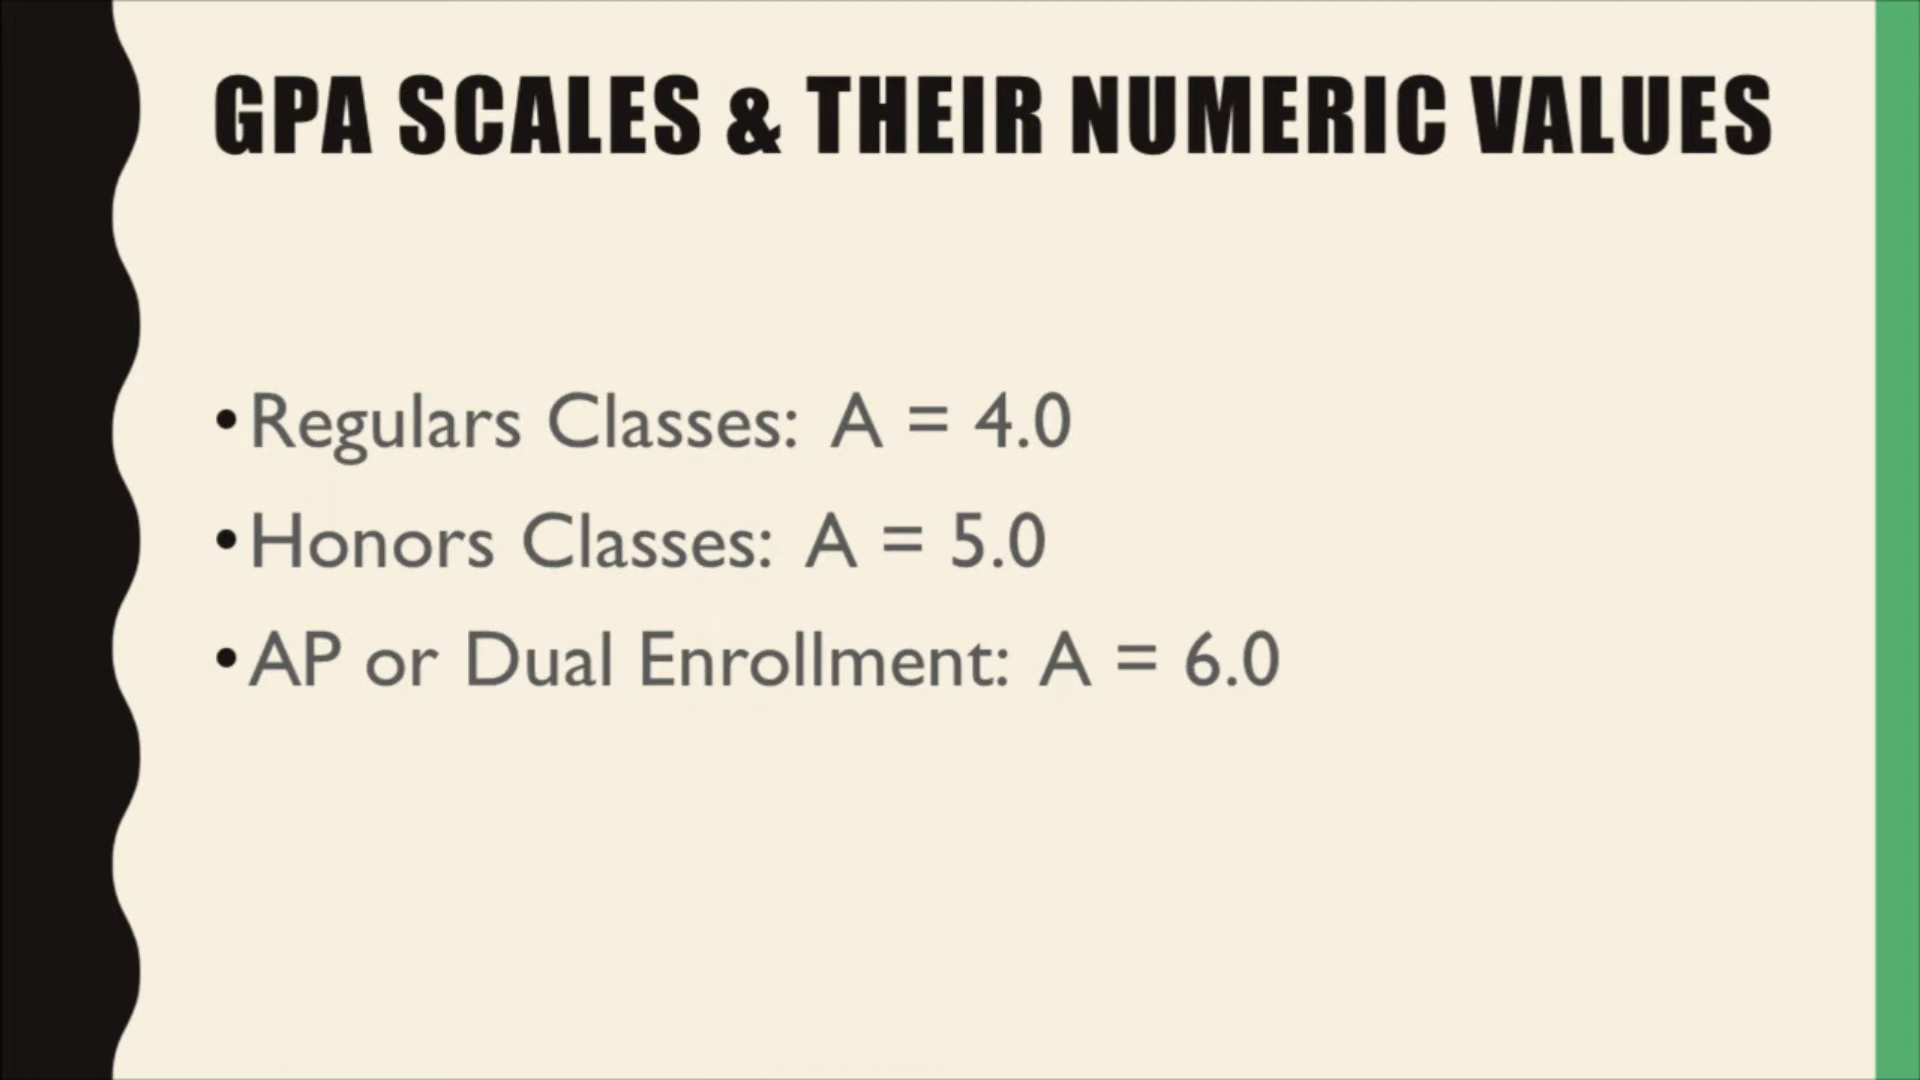 GPA SCALES & THEIR NUMERIC VALUES
• Regulars Classes: A = 4.0
• Honors Classes: A = 5.0
• AP or Dual Enrollment: A = 6.0